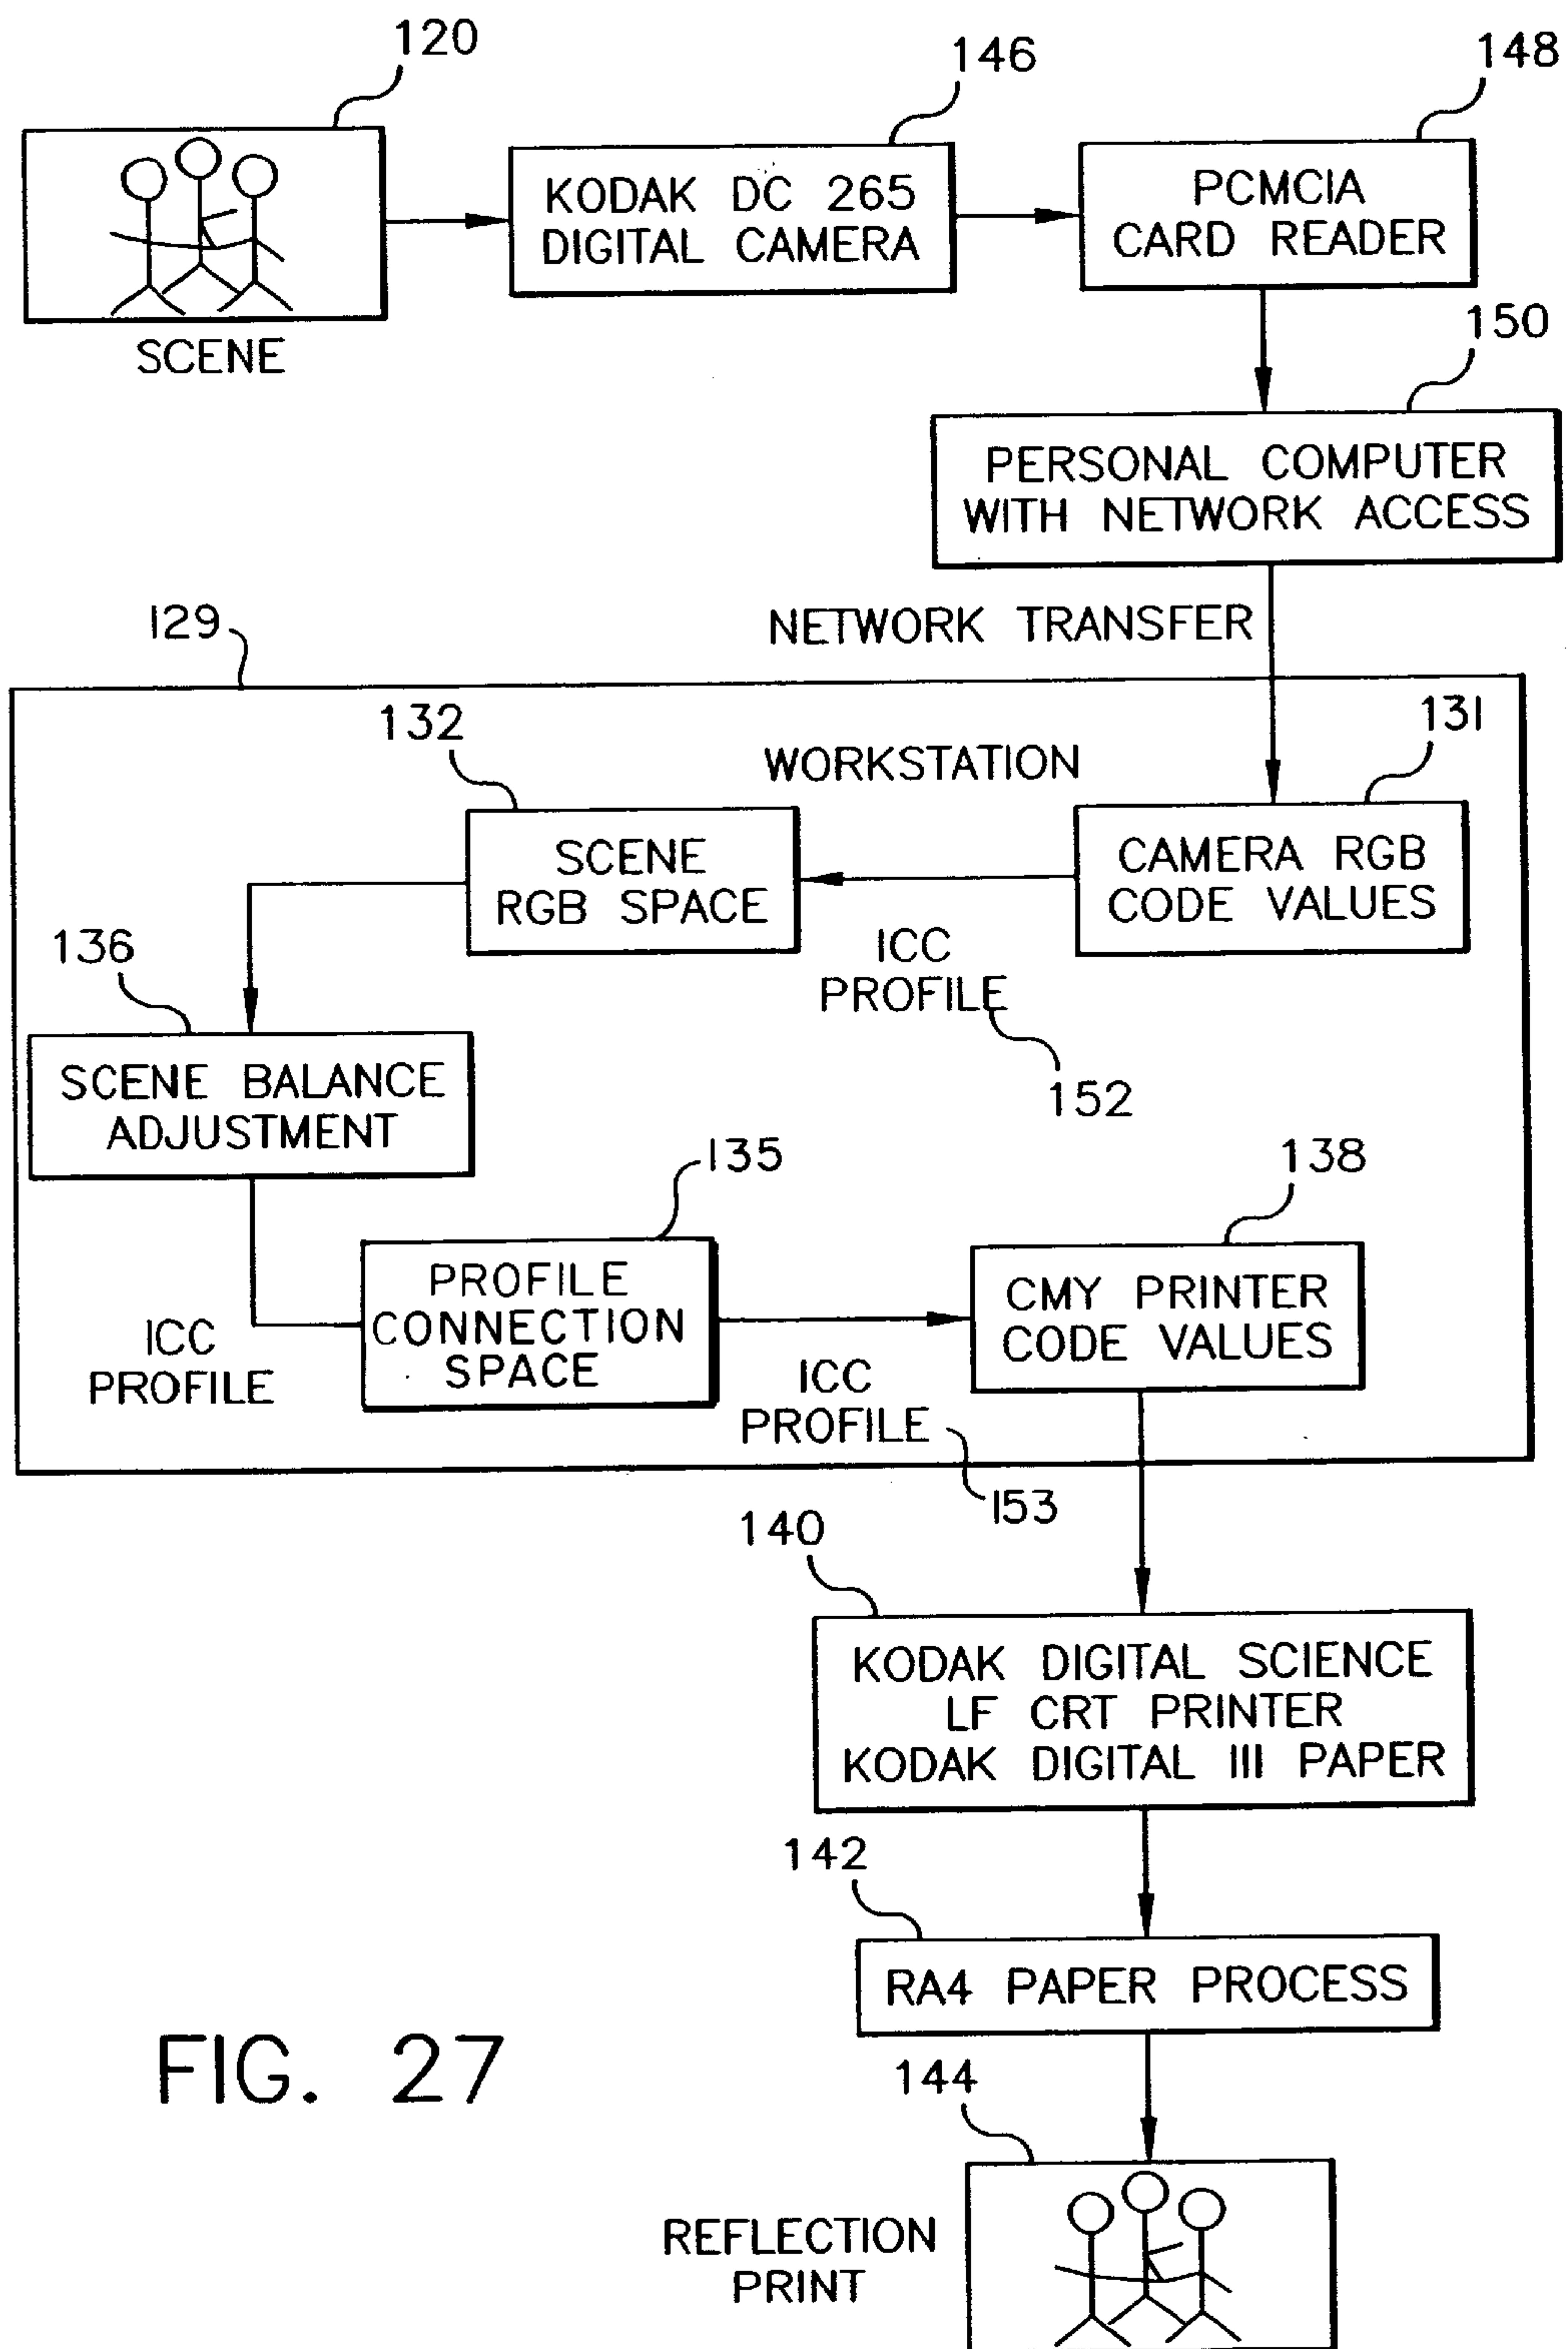 120
146
148
KODAK DC 265
DIGITAL CAMERA
PCMCIA
CARD READER
SCENE
150
PERSONAL COMPUTER
WITH NETWORK ACCESS
NETWORK TRANSFER
129
132
WORKSTATION
131
SCENE
RGB SPACE
CAMERA RGB
CODE VALUES
ICC
PROFILE
152
136
SCENE BALANCE
ADJUSTMENT
135
138
PROFILE
CONNECTION
SPACE
CMY PRINTER
CODE VALUES
ICC
PROFILE
ICC
PROFILE
153
140
KODAK DIGITAL SCIENCE
LF CRT PRINTER
KODAK DIGITAL III PAPER
142
RA4 PAPER PROCESS
FIG. 27
144
REFLECTION
PRINT